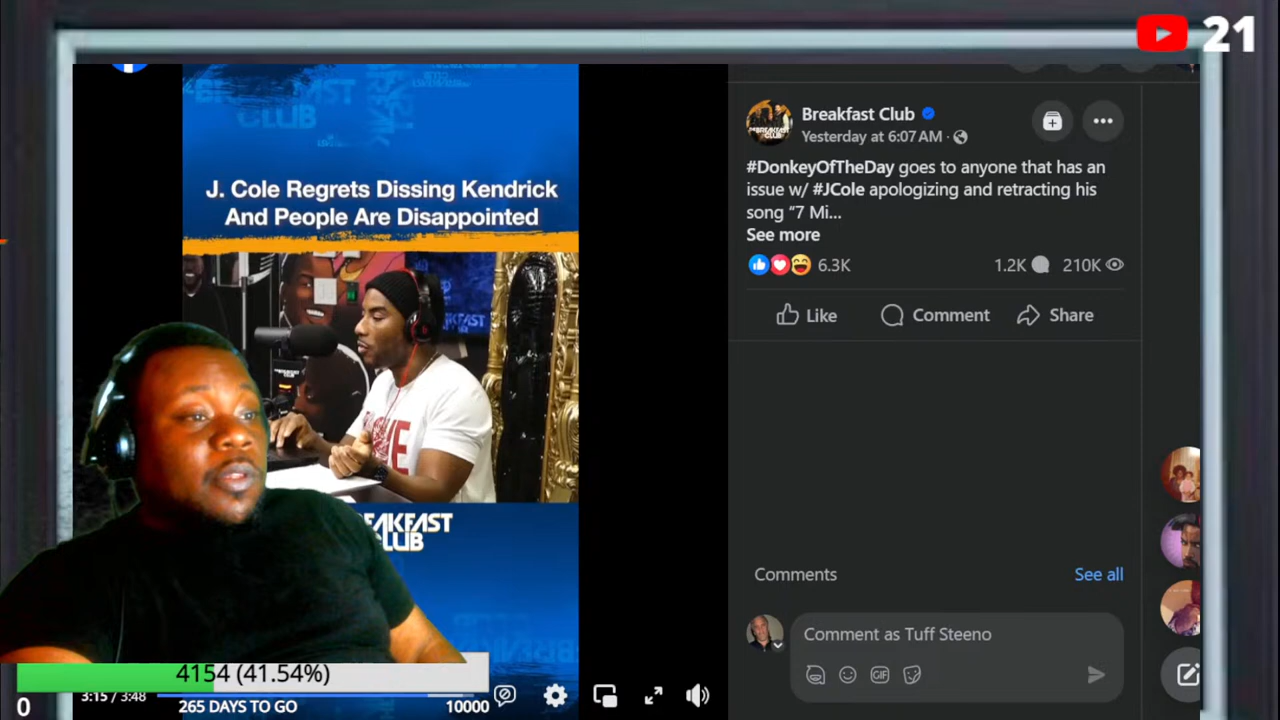 21
J. Cole Regrets Dissing Kendrick
And People Are Disappointed
BREAKFAST
CLUB
Breakfast Club
Yesterday at 6:07 AM ·
#DonkeyOfTheDay goes to anyone that has an
issue w/ #JCole apologizing and retracting his
song “7 Mi...
See more
6.3K
1.2K
210K
Like
Comment
Share
Comments
See all
Comment as Tuff Steeno
GIF
4154 (41.54%)
3:15 / 3:48
0
265 DAYS TO GO
10000